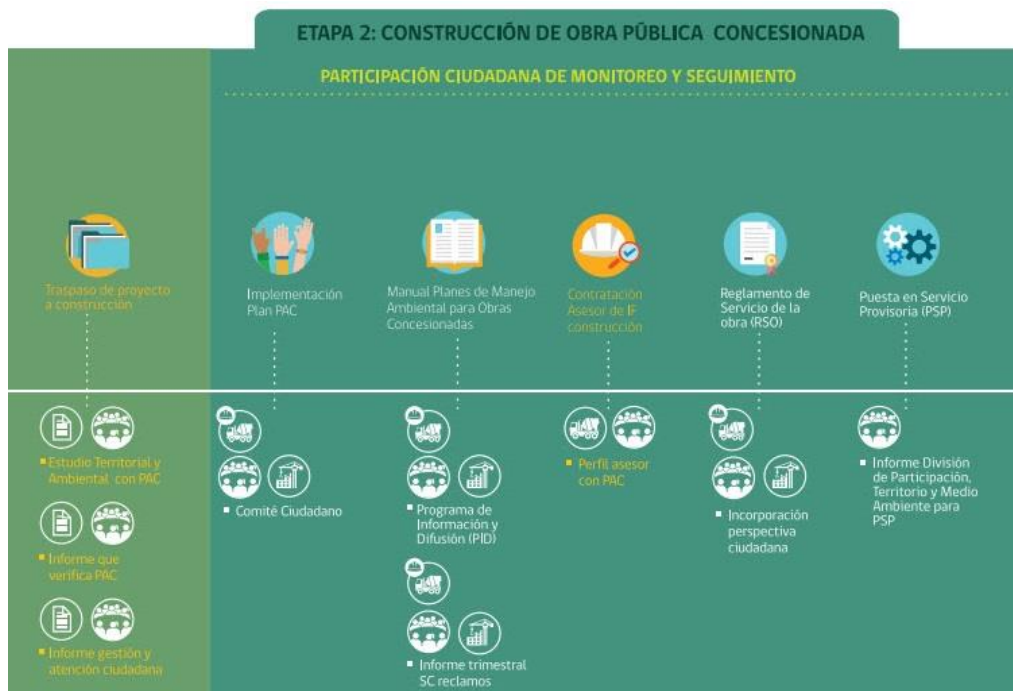 ETAPA 2: CONSTRUCCIÓN DE OBRA PÚBLICA CONCESIONADA
PARTICIPACIÓN CIUDADANA DE MONITOREO Y SEGUIMIENTO
Traspaso de proyecto
a construcción
Implementación
Plan PAC
Manual Planes de Manejo
Ambiental para Obras
Concesionadas
Contratación
Asesor de IF
construcción
Reglamento de
Servicio de la
obra (RSO)
Puesta en Servicio
Provisoria (PSP)
▪ Estudio Territorial y
Ambiental con PAC
▪ Informe que
verifica PAC
▪ Informe gestión y
atención ciudadana
▪ Comité Ciudadano
▪ Programa de
Información y
Difusión (PID)
▪ Informe trimestral
SC reclamos
▪ Perfil asesor
con PAC
▪ Incorporación
perspectiva
ciudadana
▪ Informe División
de Participación,
Territorio y Medio
Ambiente para
PSP